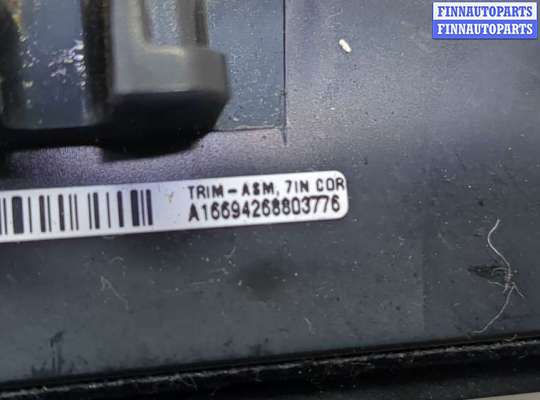 FINNAUTOPARTS
FINNAUTOPARTS
TRIM-ASM, 7IN COR
A16694268803776